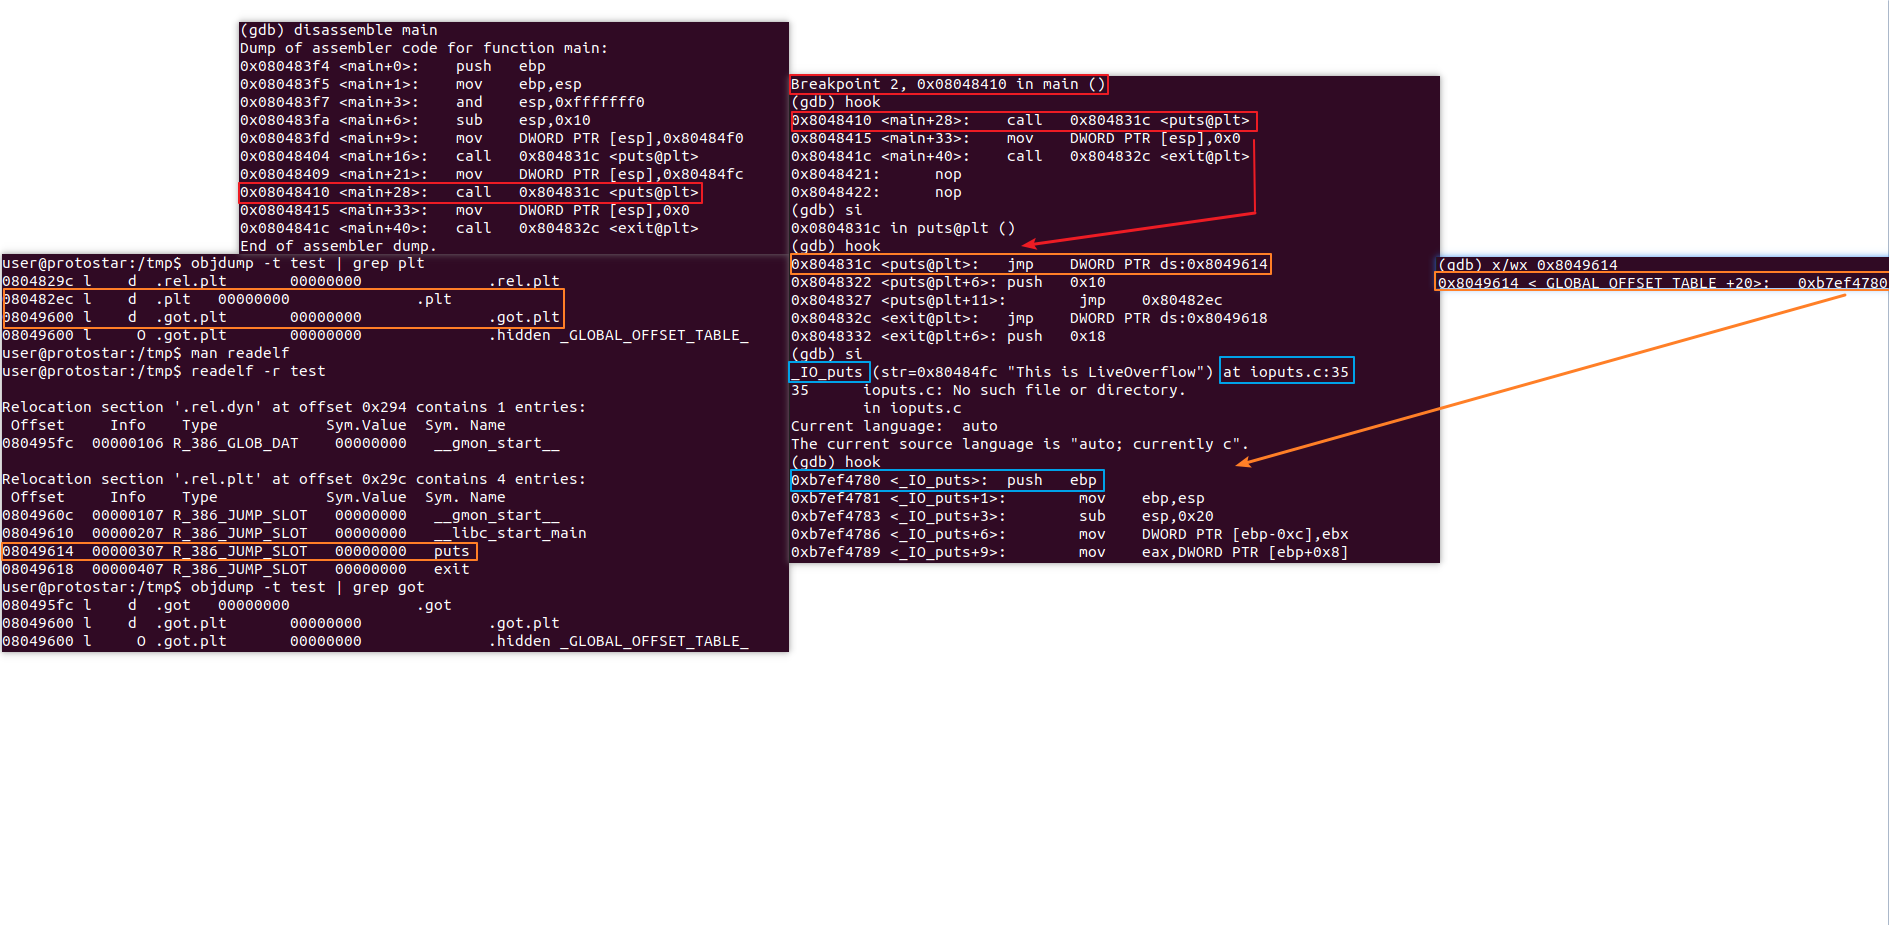 (gdb) disassemble main
Dump of assembler code for function main:
0x080483f4 <main+0>:    push   ebp
0x080483f5 <main+1>:    mov    ebp,esp
0x080483f7 <main+3>:    and    esp,0xfffffff0
0x080483fa <main+6>:    sub    esp,0x10
0x080483fd <main+9>:    mov    DWORD PTR [esp],0x80484f0
0x08048404 <main+16>:   call   0x804831c <puts@plt>
0x08048409 <main+21>:   mov    DWORD PTR [esp],0x80484fc
0x08048410 <main+28>:   call   0x804831c <puts@plt>
0x08048415 <main+33>:   mov    DWORD PTR [esp],0x0
0x0804841c <main+40>:   call   0x804832c <exit@plt>
End of assembler dump.
user@protostar:/tmp$ objdump -t test | grep plt
0804829c l    d  .rel.plt       00000000              .rel.plt
080482ec l    d  .plt   00000000              .plt
08049600 l    d  .got.plt       00000000              .got.plt
08049600 l     O .got.plt       00000000              .hidden _GLOBAL_OFFSET_TABLE_
user@protostar:/tmp$ man readelf
user@protostar:/tmp$ readelf -r test
Relocation section '.rel.dyn' at offset 0x294 contains 1 entries:
 Offset     Info    Type            Sym.Value  Sym. Name
080495fc  00000106 R_386_GLOB_DAT    00000000   __gmon_start__
Relocation section '.rel.plt' at offset 0x29c contains 4 entries:
 Offset     Info    Type            Sym.Value  Sym. Name
0804960c  00000107 R_386_JUMP_SLOT   00000000   __gmon_start__
08049610  00000207 R_386_JUMP_SLOT   00000000   __libc_start_main
08049614  00000307 R_386_JUMP_SLOT   00000000   puts
08049618  00000407 R_386_JUMP_SLOT   00000000   exit
user@protostar:/tmp$ objdump -t test | grep got
080495fc l    d  .got   00000000              .got
08049600 l    d  .got.plt       00000000              .got.plt
08049600 l     O .got.plt       00000000              .hidden _GLOBAL_OFFSET_TABLE_
Breakpoint 2, 0x08048410 in main ()
(gdb) hook
0x8048410 <main+28>:    call   0x804831c <puts@plt>
0x8048415 <main+33>:    mov    DWORD PTR [esp],0x0
0x804841c <main+40>:    call   0x804832c <exit@plt>
0x8048421:      nop
0x8048422:      nop
(gdb) si
0x0804831c in puts@plt ()
(gdb) hook
0x804831c <puts@plt>:   jmp    DWORD PTR ds:0x8049614
0x8048322 <puts@plt+6>: push   0x10
0x8048327 <puts@plt+11>:        jmp    0x80482ec
0x804832c <exit@plt>:   jmp    DWORD PTR ds:0x8049618
0x8048332 <exit@plt+6>: push   0x18
(gdb) si
_IO_puts (str=0x80484fc "This is LiveOverflow") at ioputs.c:35
35      ioputs.c: No such file or directory.
        in ioputs.c
Current language:  auto
The current source language is "auto; currently c".
(gdb) hook
0xb7ef4780 <_IO_puts>:  push   ebp
0xb7ef4781 <_IO_puts+1>:        mov    ebp,esp
0xb7ef4783 <_IO_puts+3>:        sub    esp,0x20
0xb7ef4786 <_IO_puts+6>:        mov    DWORD PTR [ebp-0xc],ebx
0xb7ef4789 <_IO_puts+9>:        mov    eax,DWORD PTR [ebp+0x8]
(gdb) x/wx 0x8049614
0x8049614 <_GLOBAL_OFFSET_TABLE_+20>:   0xb7ef4780